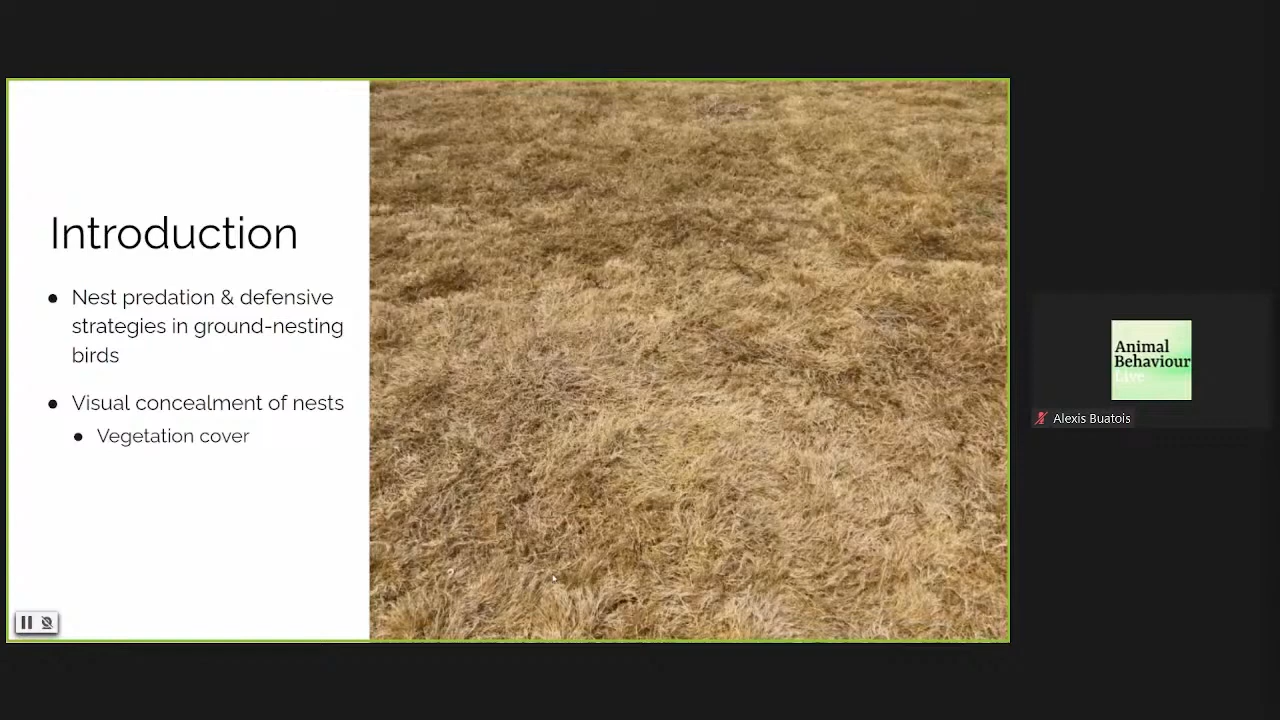 Introduction
Nest predation & defensive
strategies in ground-nesting
birds
Visual concealment of nests
Vegetation cover
Animal
Behaviour
Live
Alexis Buatois